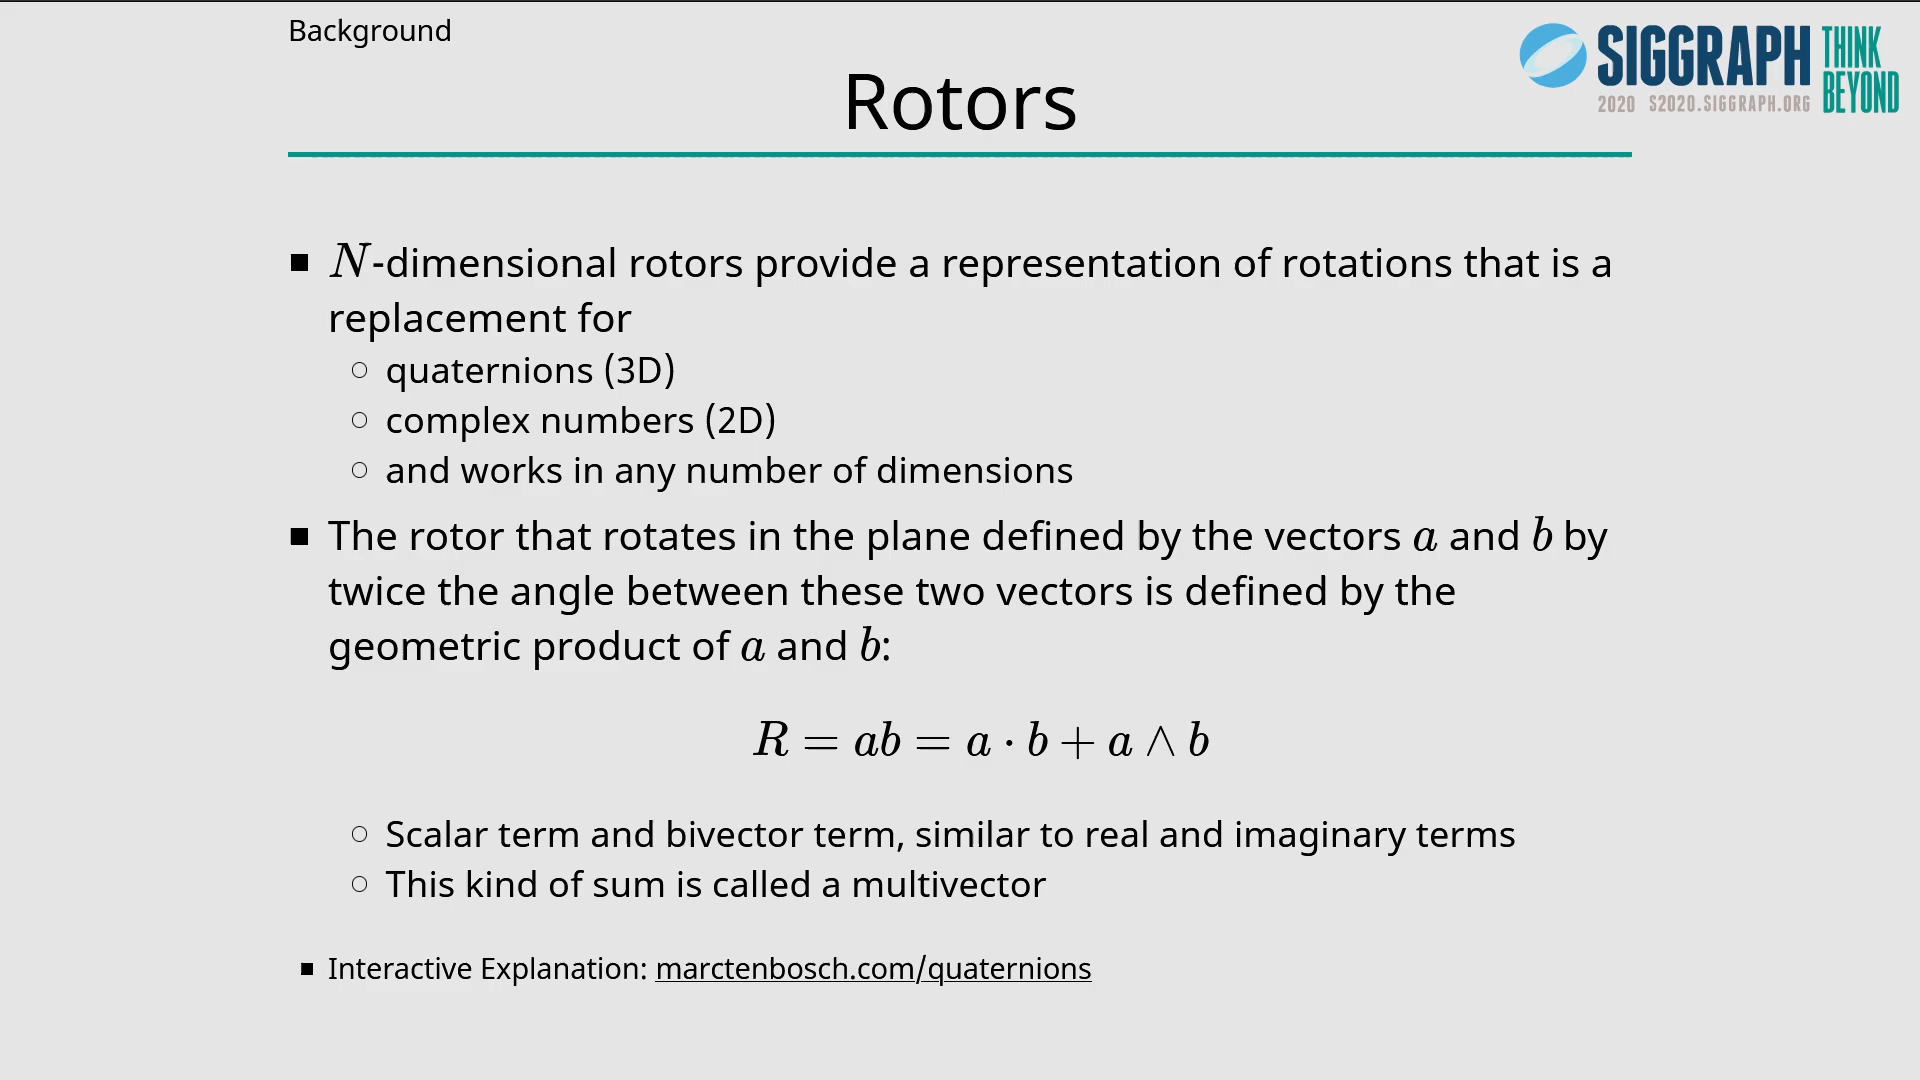 Background
SIGGRAPH
THINK
BEYOND
2020 S2020.SIGGRAPH.ORG
Rotors
■ N-dimensional rotors provide a representation of rotations that is a
replacement for
○ quaternions (3D)
○ complex numbers (2D)
○ and works in any number of dimensions
■ The rotor that rotates in the plane defined by the vectors a and b by
twice the angle between these two vectors is defined by the
geometric product of a and b:
R = ab = a · b + a ∧ b
○ Scalar term and bivector term, similar to real and imaginary terms
○ This kind of sum is called a multivector
■ Interactive Explanation: marctenbosch.com/quaternions